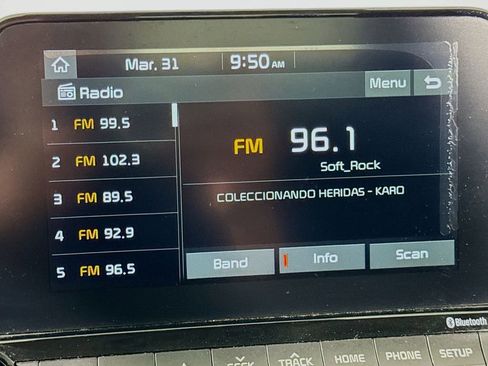 Mar. 31 9:50 AM
Radio Menu
1 FM 99.5
2 FM 102.3
3 FM 89.5
4 FM 92.9
5 FM 96.5
FM 96.1
Soft_Rock
COLECCIONANDO HERIDAS - KARO
Band Info Scan
Bluetooth
SEEK TRACK HOME PHONE SETUP